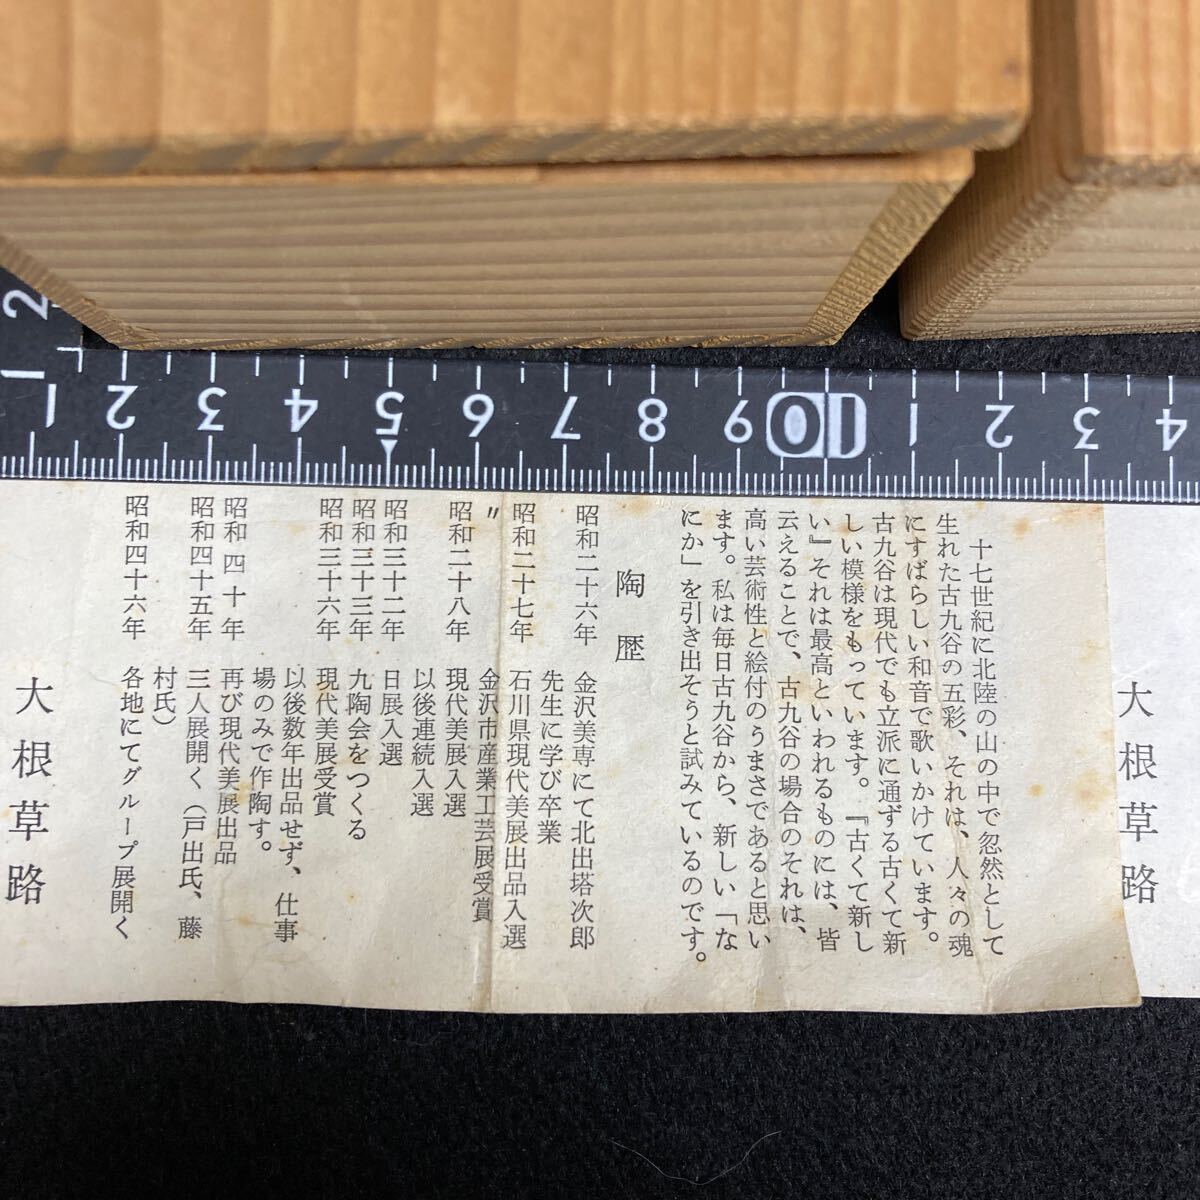 大根草路
十七世紀に北陸の山の中で忽然として
生れた古九谷の五彩、それは、人々の魂
にすばらしい和音で歌いかけています。
古九谷は現代でも立派に通ずる古くて新
しい模様をもっています。『古くて新し
い』それは最高といわれるものには、皆
云えることで、古九谷の場合のそれは、
高い芸術性と絵付のうまさであると思い
ます。私は毎日古九谷から、新しい「な
にか」を引き出そうと試みているのです。
陶歴
昭和二十六年 金沢美専にて北出塔次郎
先生に学び卒業
昭和二十七年 石川県現代美展出品入選
〃 金沢市産業工芸展受賞
昭和二十八年 現代美展入選
以後連続入選
昭和三十二年 日展入選
昭和三十三年 九陶会をつくる
昭和三十六年 現代美展受賞
以後数年出品せず、仕事
場のみで作陶す。
昭和四十年 再び現代美展出品
昭和四十五年 三人展開く（戸出氏、藤
村氏）
昭和四十六年 各地にてグループ展開く
大根草路
2
1 2 3 4 5 6 7 8 9 10 1 2 3 4